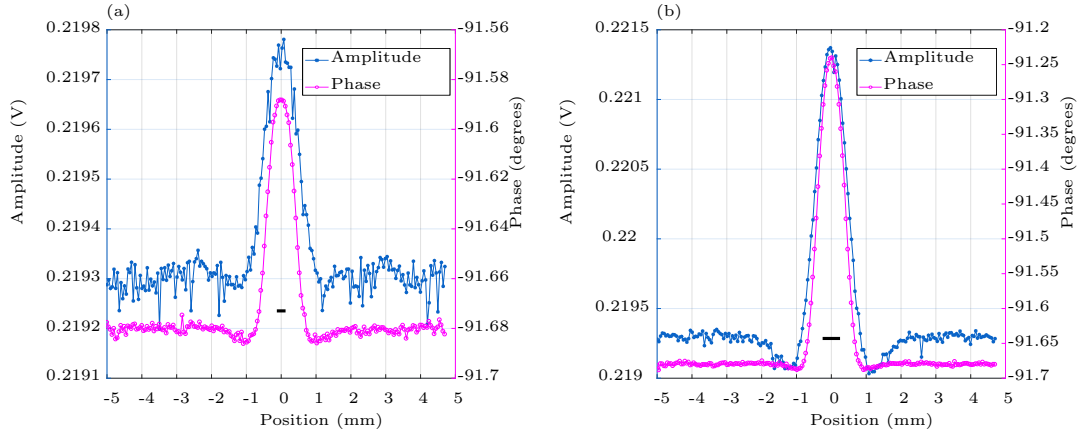 (a)
0.2198
0.2197
0.2196
0.2195
0.2194
0.2193
0.2192
0.2191
Amplitude (V)
-91.56
-91.58
-91.6
-91.62
-91.64
-91.66
-91.68
-91.7
Phase (degrees)
Amplitude
Phase
-5 -4 -3 -2 -1 0 1 2 3 4 5
Position (mm)
(b)
0.2215
0.221
0.2205
0.22
0.2195
0.219
Amplitude (V)
-91.2
-91.25
-91.3
-91.35
-91.4
-91.45
-91.5
-91.55
-91.6
-91.65
-91.7
Phase (degrees)
Amplitude
Phase
-5 -4 -3 -2 -1 0 1 2 3 4 5
Position (mm)